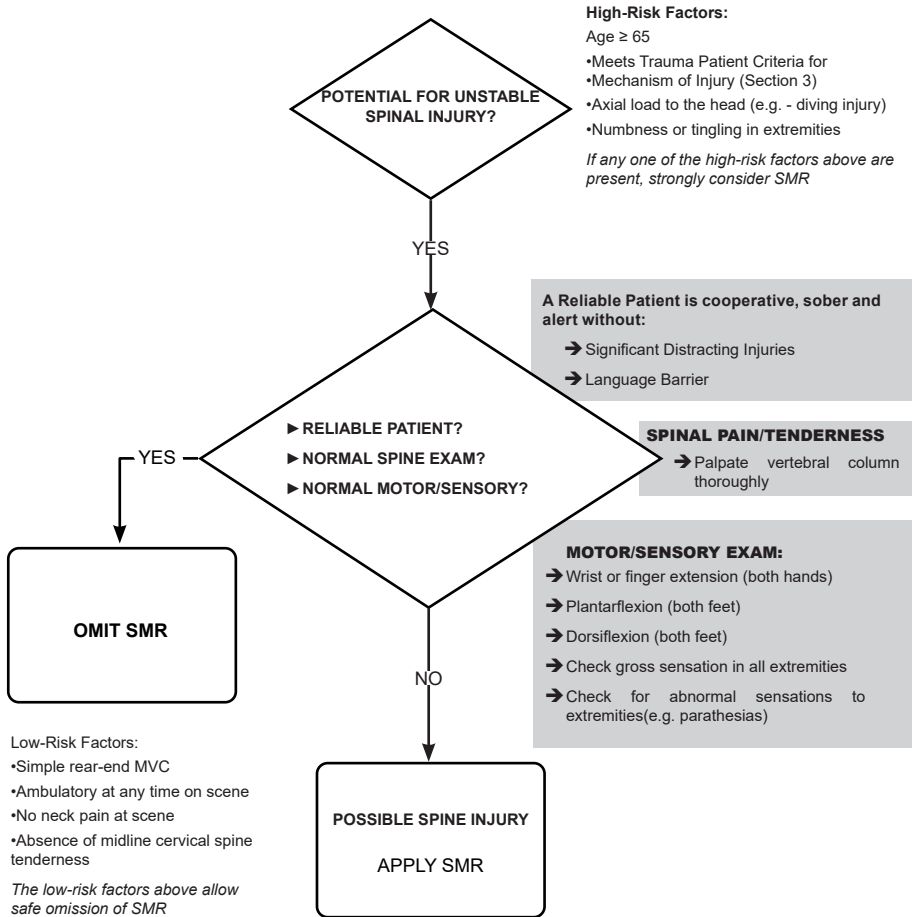 High-Risk Factors:
Age ≥ 65
•Meets Trauma Patient Criteria for
•Mechanism of Injury (Section 3)
•Axial load to the head (e.g. - diving injury)
•Numbness or tingling in extremities
If any one of the high-risk factors above are
present, strongly consider SMR
POTENTIAL FOR UNSTABLE
SPINAL INJURY?
YES
A Reliable Patient is cooperative, sober and
alert without:
➔ Significant Distracting Injuries
➔ Language Barrier
►RELIABLE PATIENT?
►NORMAL SPINE EXAM?
►NORMAL MOTOR/SENSORY?
SPINAL PAIN/TENDERNESS
➔ Palpate vertebral column
thoroughly
YES
MOTOR/SENSORY EXAM:
➔ Wrist or finger extension (both hands)
➔ Plantarflexion (both feet)
➔ Dorsiflexion (both feet)
➔ Check gross sensation in all extremities
➔ Check for abnormal sensations to
extremities(e.g. parathesias)
OMIT SMR
NO
Low-Risk Factors:
•Simple rear-end MVC
•Ambulatory at any time on scene
•No neck pain at scene
•Absence of midline cervical spine
tenderness
The low-risk factors above allow
safe omission of SMR
POSSIBLE SPINE INJURY
APPLY SMR